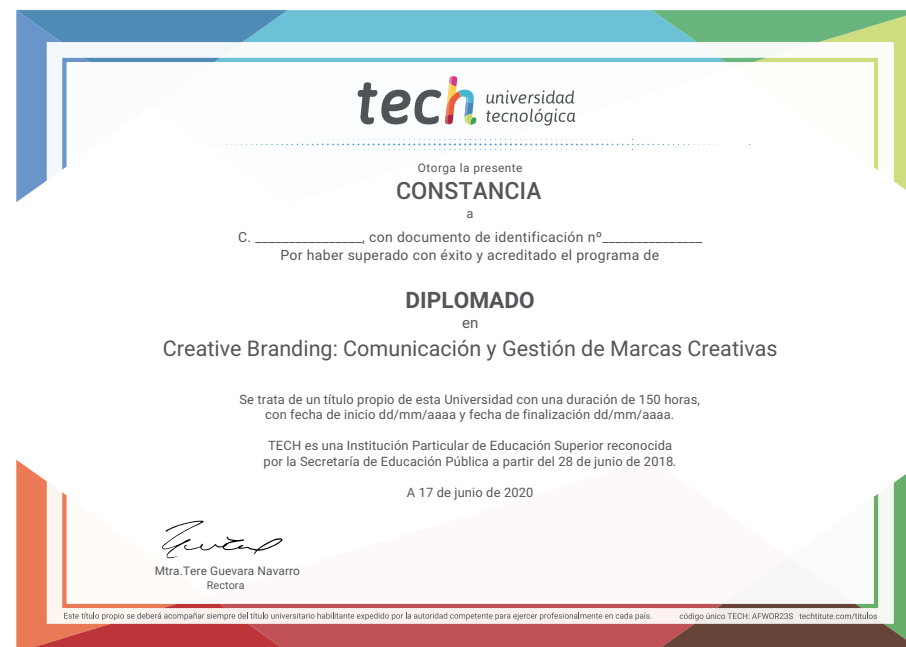 tech universidad
tecnológica
Otorga la presente
CONSTANCIA
a
C. ________________, con documento de identificación nº_______________
Por haber superado con éxito y acreditado el programa de
DIPLOMADO
en
Creative Branding: Comunicación y Gestión de Marcas Creativas
Se trata de un título propio de esta Universidad con una duración de 150 horas,
con fecha de inicio dd/mm/aaaa y fecha de finalización dd/mm/aaaa.
TECH es una Institución Particular de Educación Superior reconocida
por la Secretaría de Educación Pública a partir del 28 de junio de 2018.
A 17 de junio de 2020
Mtra.Tere Guevara Navarro
Rectora
Este título propio se deberá acompañar siempre del título universitario habilitante expedido por la autoridad competente para ejercer profesionalmente en cada país. código único TECH: AFWOR23S techtitute.com/titulos